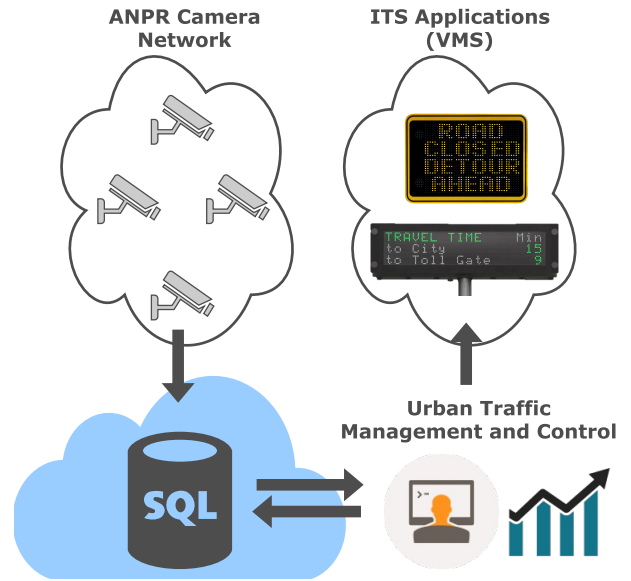 ANPR Camera
Network
ITS Applications
(VMS)
ROAD
CLOSED
DETOUR
AHEAD
TRAVEL TIME Min
to City 15
to Toll Gate 9
Urban Traffic
Management and Control
SQL
>-